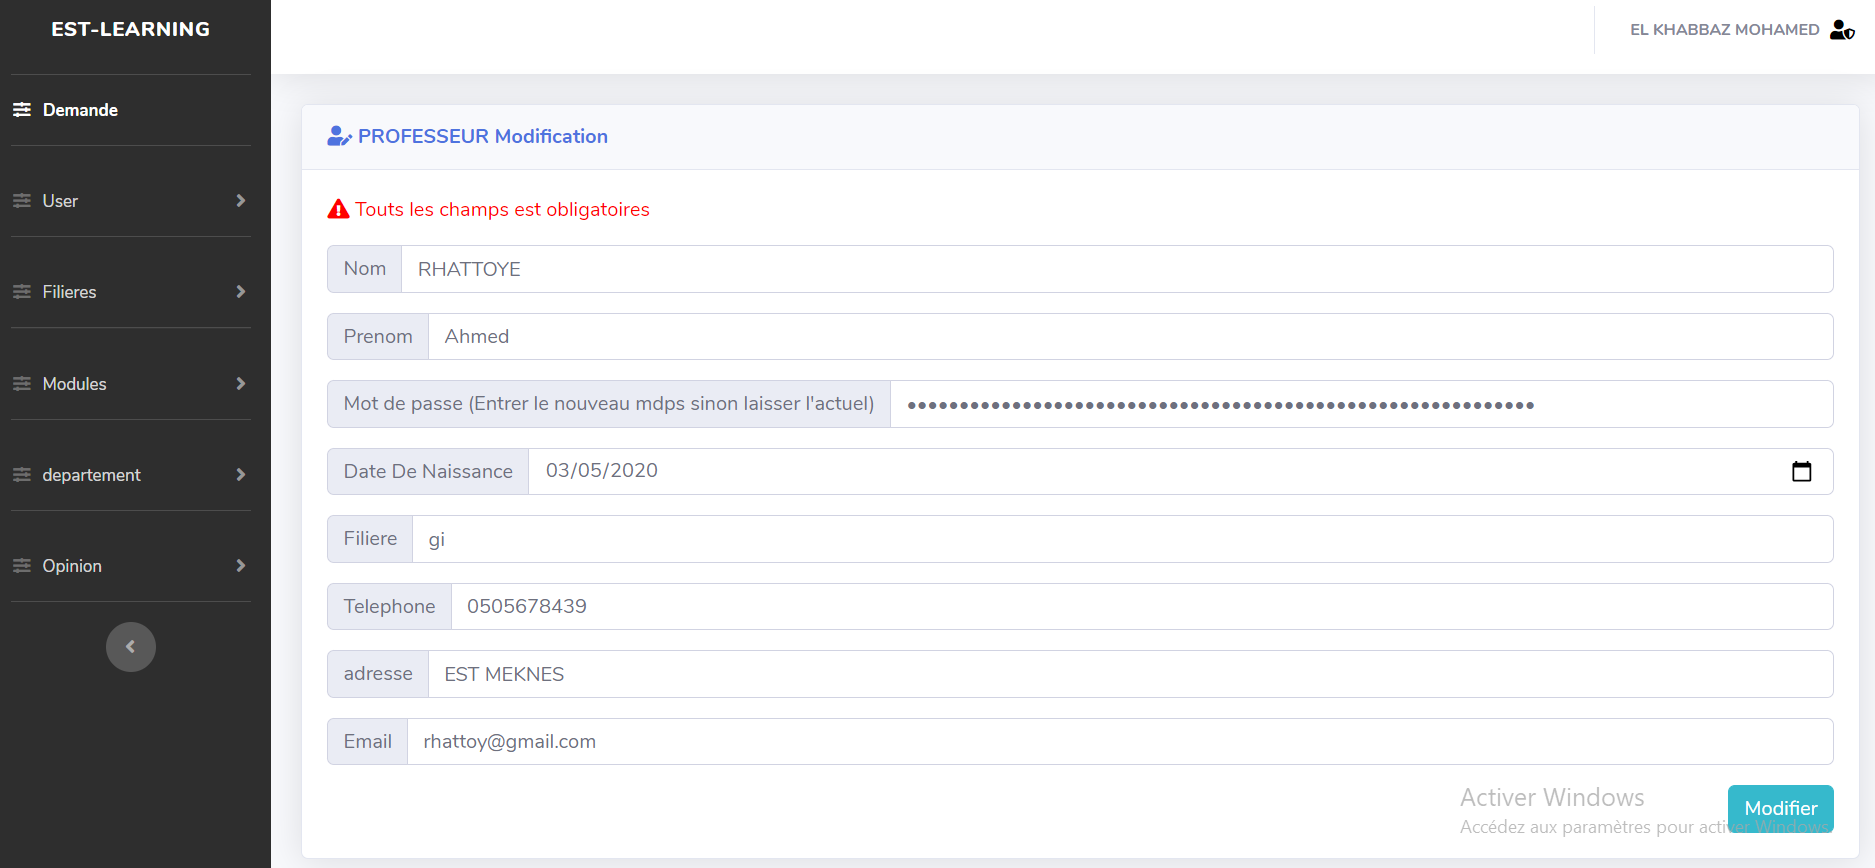 EST-LEARNING
EL KHABBAZ MOHAMED
Demande
User
Filieres
Modules
departement
Opinion
PROFESSEUR Modification
Touts les champs est obligatoires
Nom RHATTOYE
Prenom Ahmed
Mot de passe (Entrer le nouveau mdps sinon laisser l'actuel) ••••••••••••••••••••••••••••••••••••••••••••••••••••••••••••
Date De Naissance 03/05/2020
Filiere gi
Telephone 0505678439
adresse EST MEKNES
Email rhattoy@gmail.com
Modifier
Activer Windows
Accédez aux paramètres pour activer Windows.